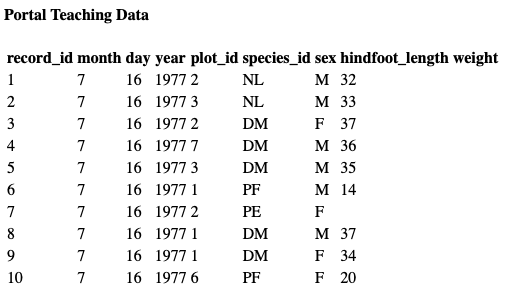 Portal Teaching Data
record_id month day year plot_id species_id sex hindfoot_length weight
1 7 16 1977 2 NL M 32
2 7 16 1977 3 NL M 33
3 7 16 1977 2 DM F 37
4 7 16 1977 7 DM M 36
5 7 16 1977 3 DM M 35
6 7 16 1977 1 PF M 14
7 7 16 1977 2 PE F
8 7 16 1977 1 DM M 37
9 7 16 1977 1 DM F 34
10 7 16 1977 6 PF F 20